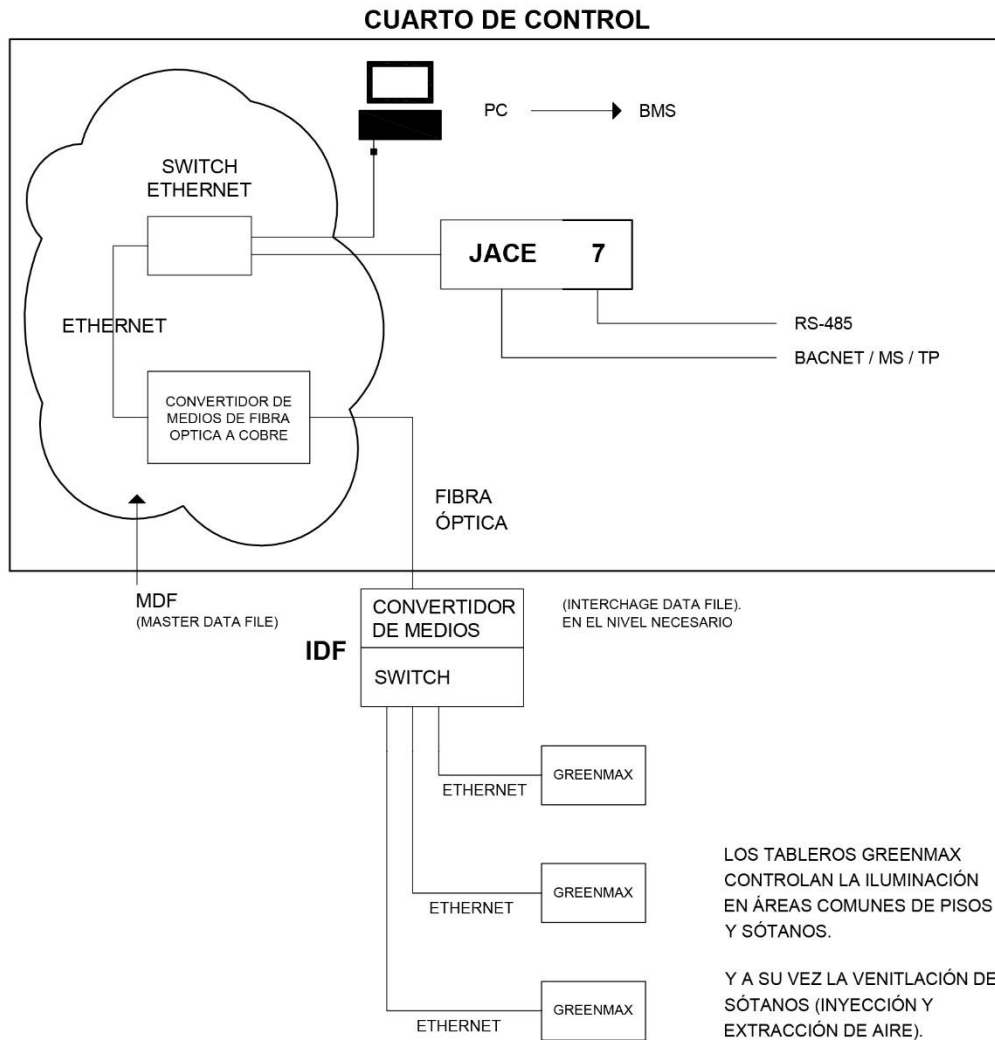 CUARTO DE CONTROL
PC
BMS
SWITCH
ETHERNET
JACE 7
ETHERNET
RS-485
BACNET / MS / TP
CONVERTIDOR DE
MEDIOS DE FIBRA
OPTICA A COBRE
FIBRA
ÓPTICA
MDF
(MASTER DATA FILE)
CONVERTIDOR
DE MEDIOS
(INTERCHAGE DATA FILE).
EN EL NIVEL NECESARIO
IDF
SWITCH
GREENMAX
ETHERNET
GREENMAX
ETHERNET
LOS TABLEROS GREENMAX
CONTROLAN LA ILUMINACIÓN
EN ÁREAS COMUNES DE PISOS
Y SÓTANOS.
GREENMAX
ETHERNET
Y A SU VEZ LA VENITLACIÓN DE
SÓTANOS (INYECCIÓN Y
EXTRACCIÓN DE AIRE).